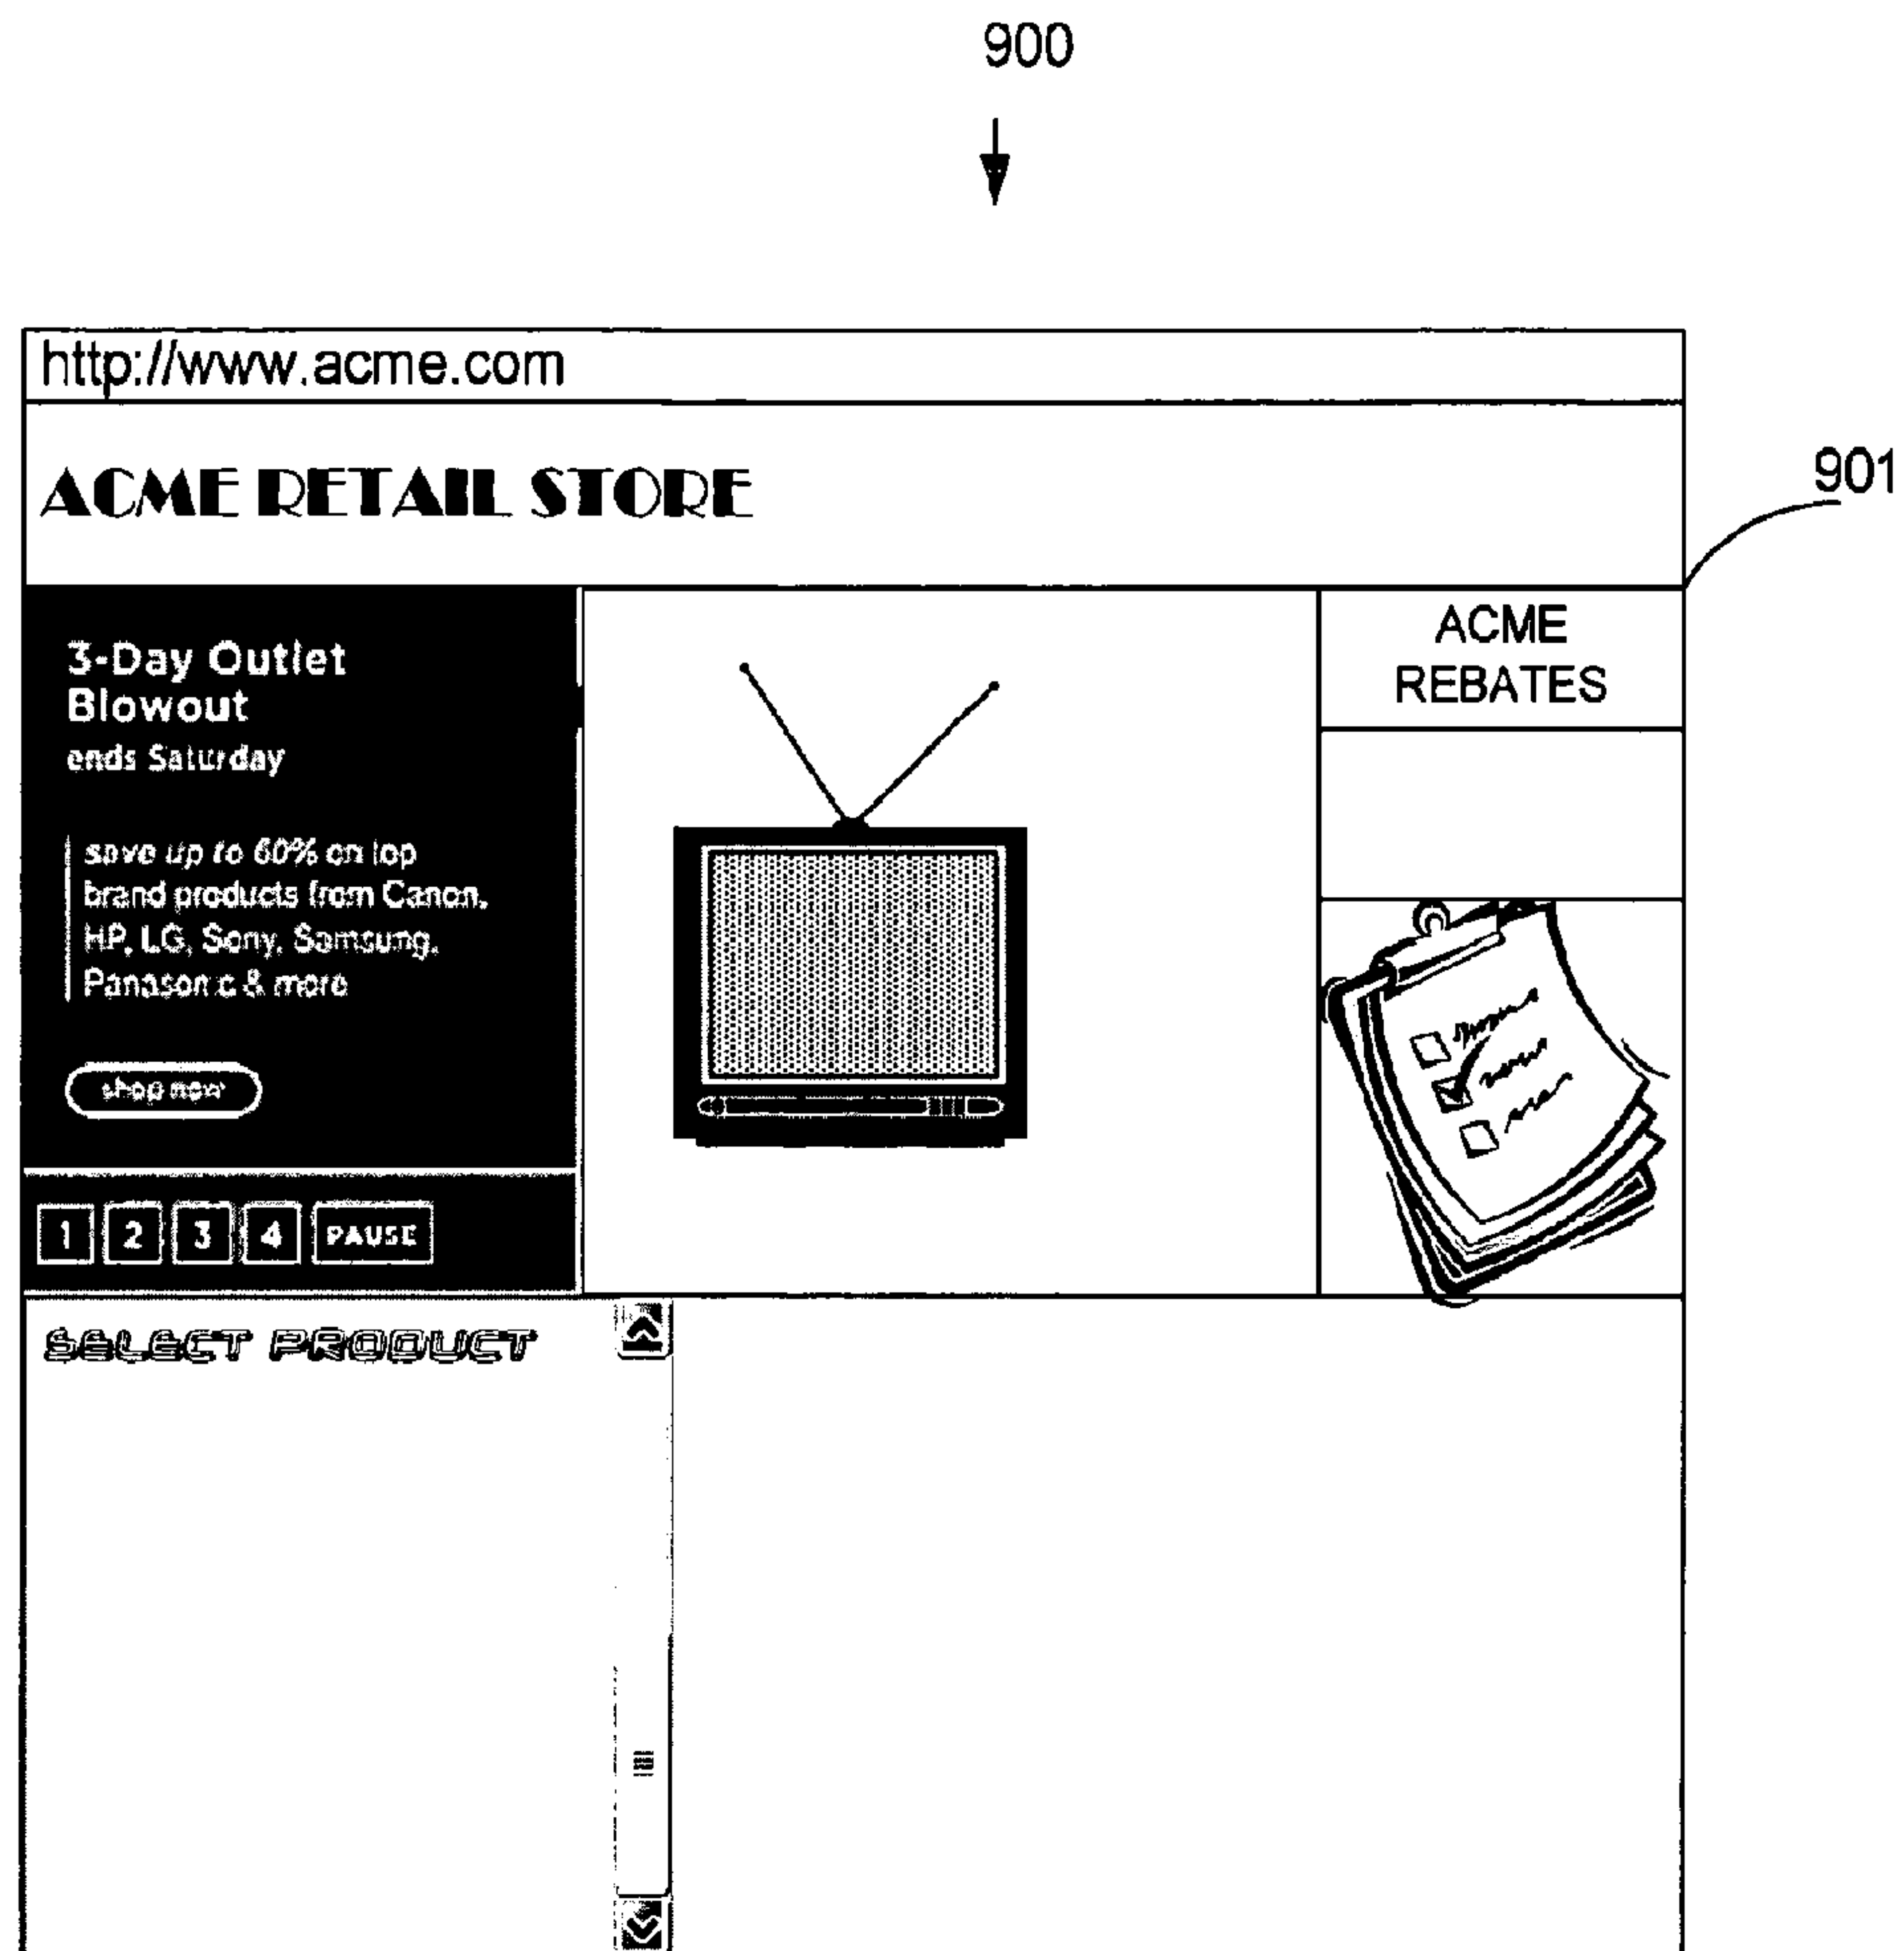 900
http://www.acme.com
ACME RETAIL STORE
901
3-Day Outlet
Blowout
ends Saturday
save up to 60% on top
brand products from Canon,
HP, LG, Sony, Samsung,
Panasonic & more
shop now
1 2 3 4 PAUSE
ACME
REBATES
SELECT PRODUCT